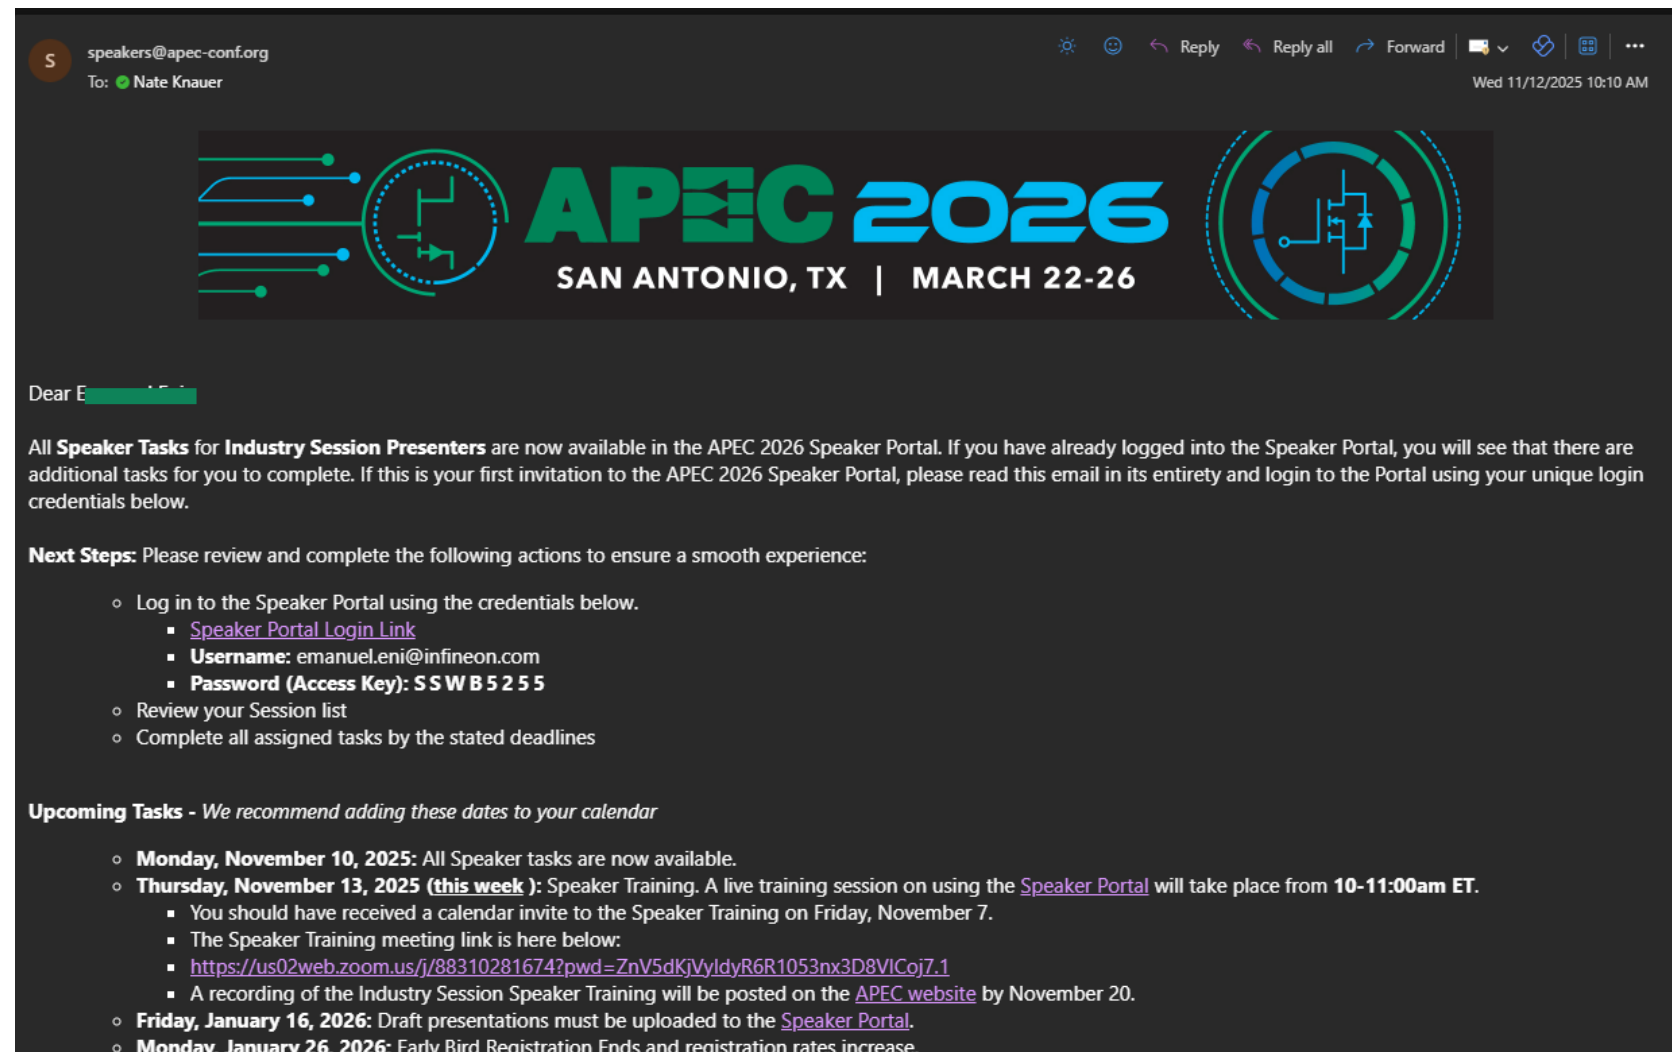 S
speakers@apec-conf.org
To: Nate Knauer
Reply
Reply all
Forward
Wed 11/12/2025 10:10 AM
APEC 2026
SAN ANTONIO, TX | MARCH 22-26
Dear E
All Speaker Tasks for Industry Session Presenters are now available in the APEC 2026 Speaker Portal. If you have already logged into the Speaker Portal, you will see that there are
additional tasks for you to complete. If this is your first invitation to the APEC 2026 Speaker Portal, please read this email in its entirety and login to the Portal using your unique login
credentials below.
Next Steps: Please review and complete the following actions to ensure a smooth experience:
Log in to the Speaker Portal using the credentials below.
Speaker Portal Login Link
Username: emanuel.eni@infineon.com
Password (Access Key): S S W B 5 2 5 5
Review your Session list
Complete all assigned tasks by the stated deadlines
Upcoming Tasks - We recommend adding these dates to your calendar
Monday, November 10, 2025: All Speaker tasks are now available.
Thursday, November 13, 2025 (this week ): Speaker Training. A live training session on using the Speaker Portal will take place from 10-11:00am ET.
You should have received a calendar invite to the Speaker Training on Friday, November 7.
The Speaker Training meeting link is here below:
https://us02web.zoom.us/j/88310281674?pwd=ZnV5dKjVyldyR6R1053nx3D8VICoj7.1
A recording of the Industry Session Speaker Training will be posted on the APEC website by November 20.
Friday, January 16, 2026: Draft presentations must be uploaded to the Speaker Portal.
Monday, January 26, 2026: Early Bird Registration Ends and registration rates increase.